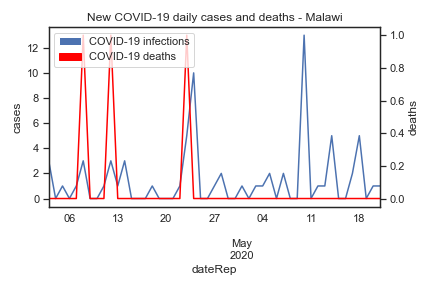 New COVID-19 daily cases and deaths - Malawi
COVID-19 infections
COVID-19 deaths
cases
12
10
8
6
4
2
0
deaths
1.0
0.8
0.6
0.4
0.2
0.0
06 13 20 27 04 11 18
May
2020
dateRep